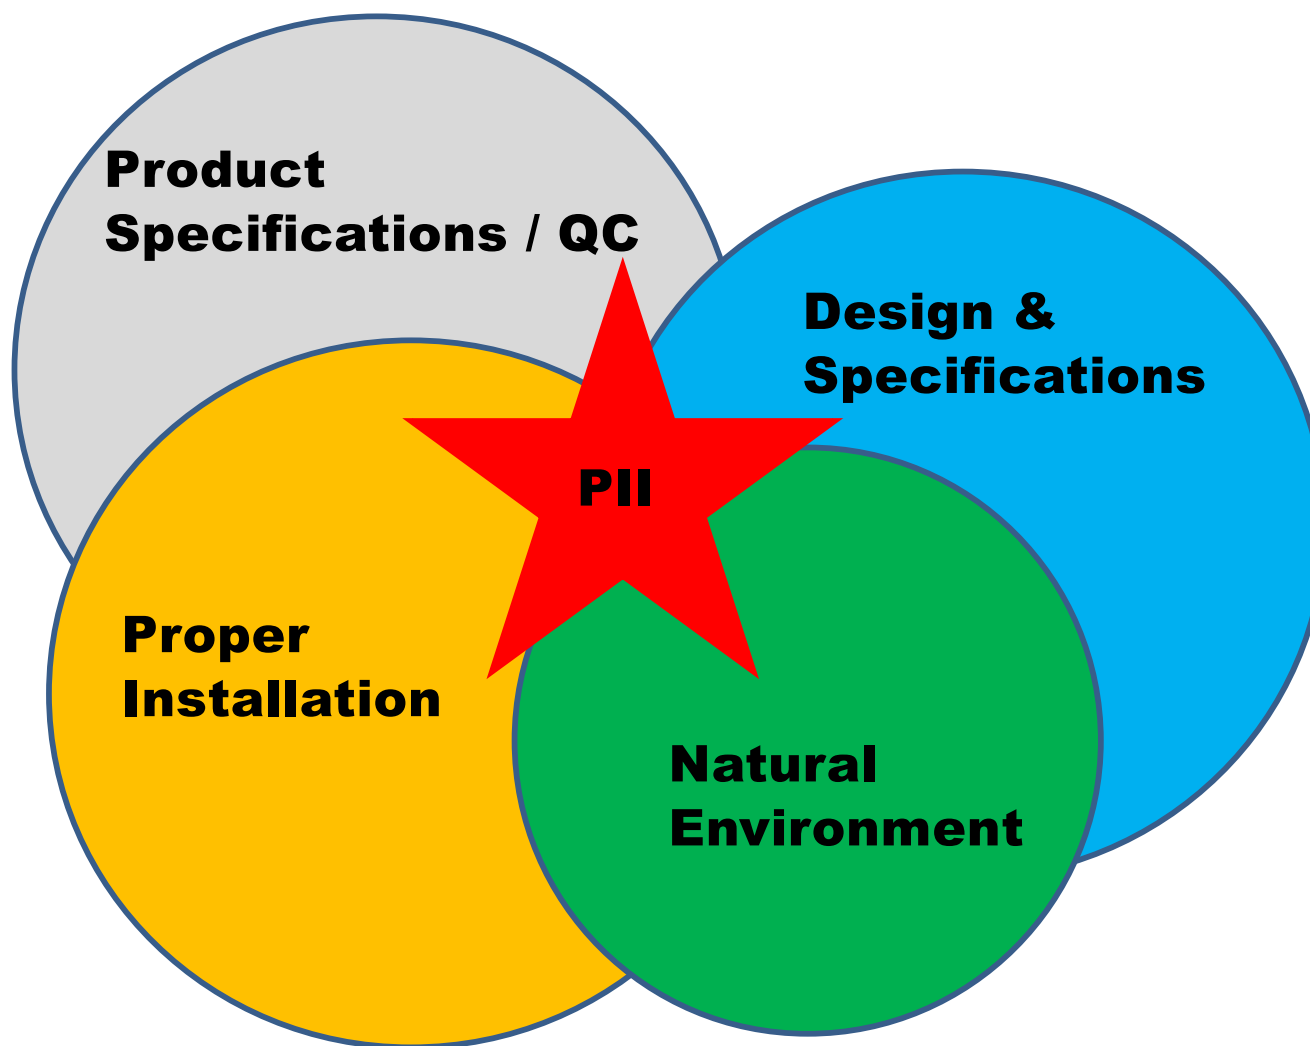 Product
Specifications / QC
Design &
Specifications
PII
Proper
Installation
Natural
Environment